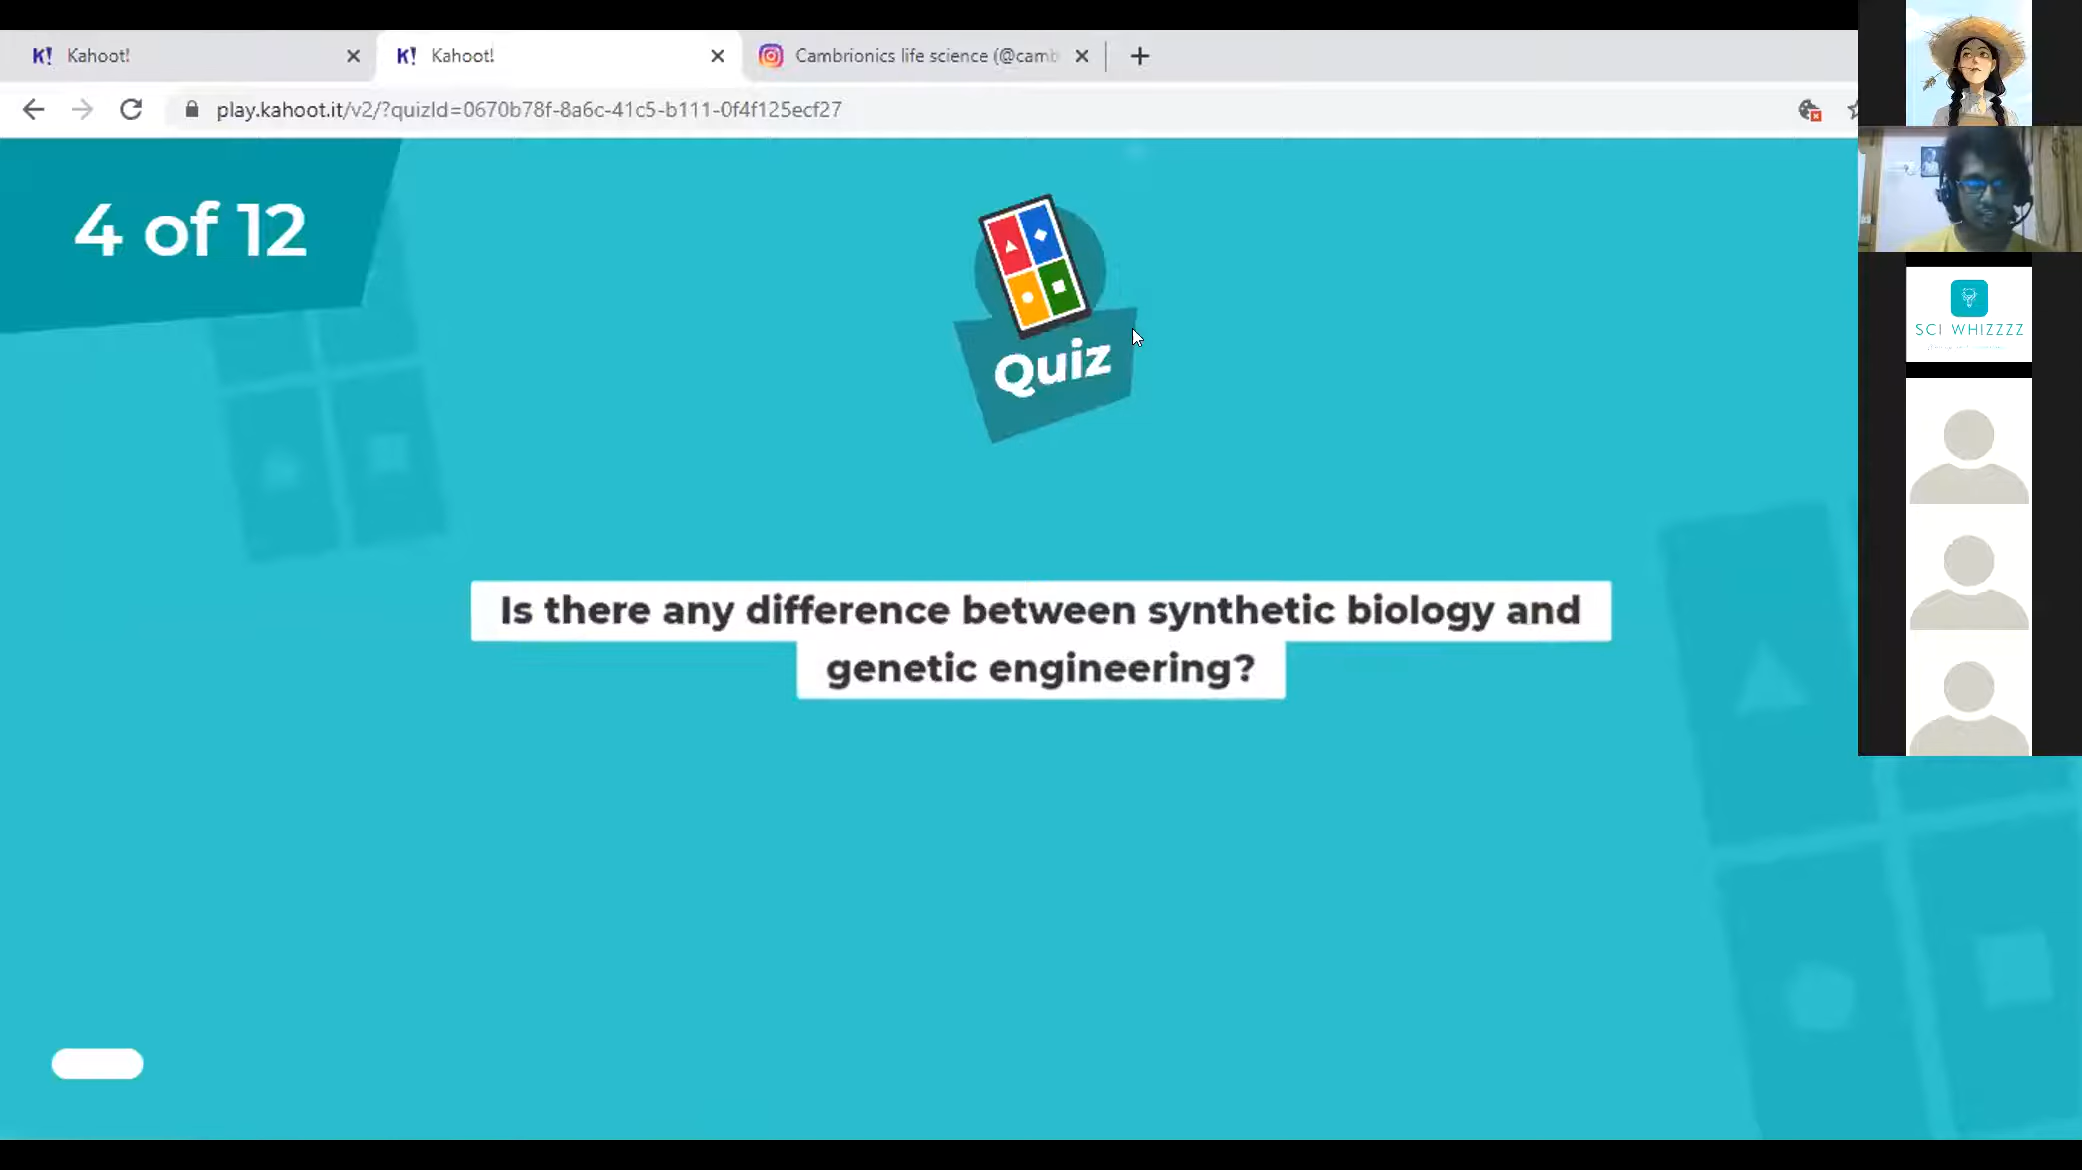 Kahoot!
Kahoot!
Cambrionics life science (@camb
play.kahoot.it/v2/?quizId=0670b78f-8a6c-41c5-b111-0f4f125ecf27
4 of 12
Quiz
SCI WHIZZZZ
Is there any difference between synthetic biology and
genetic engineering?